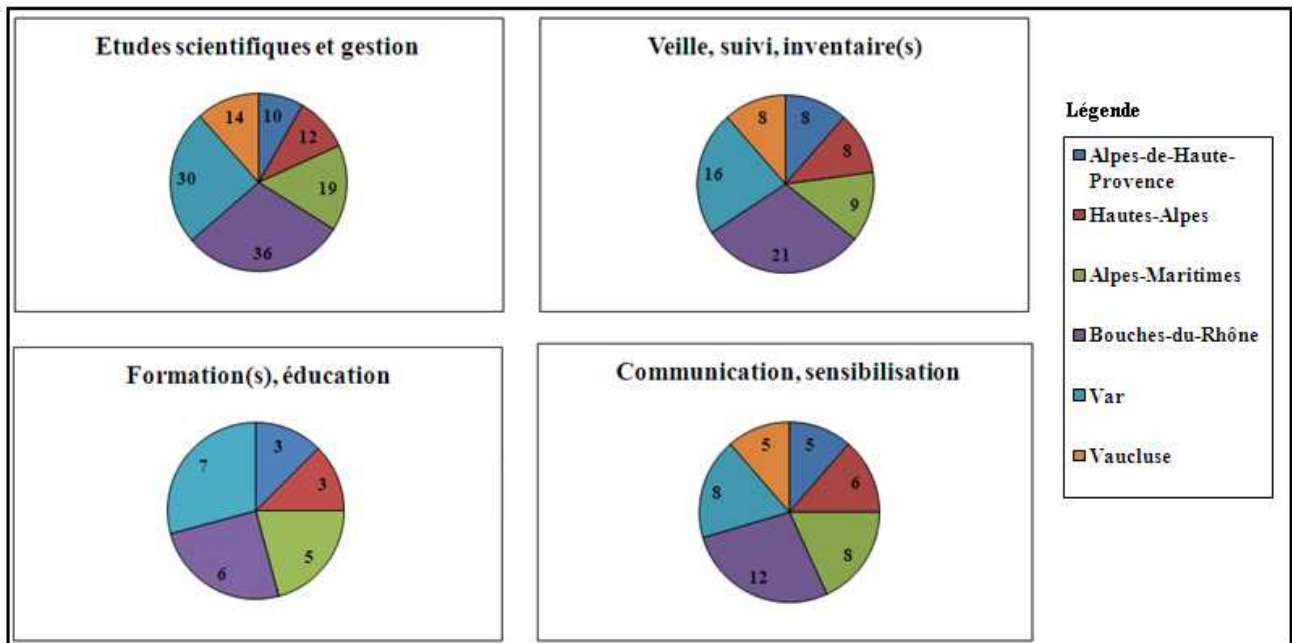 Etudes scientifiques et gestion
10
12
19
36
30
14
Veille, suivi, inventaire(s)
8
8
9
21
16
8
Formation(s), éducation
3
3
5
6
7
Communication, sensibilisation
5
6
8
12
8
5
Légende
Alpes-de-Haute-
Provence
Hautes-Alpes
Alpes-Maritimes
Bouches-du-Rhône
Var
Vaucluse